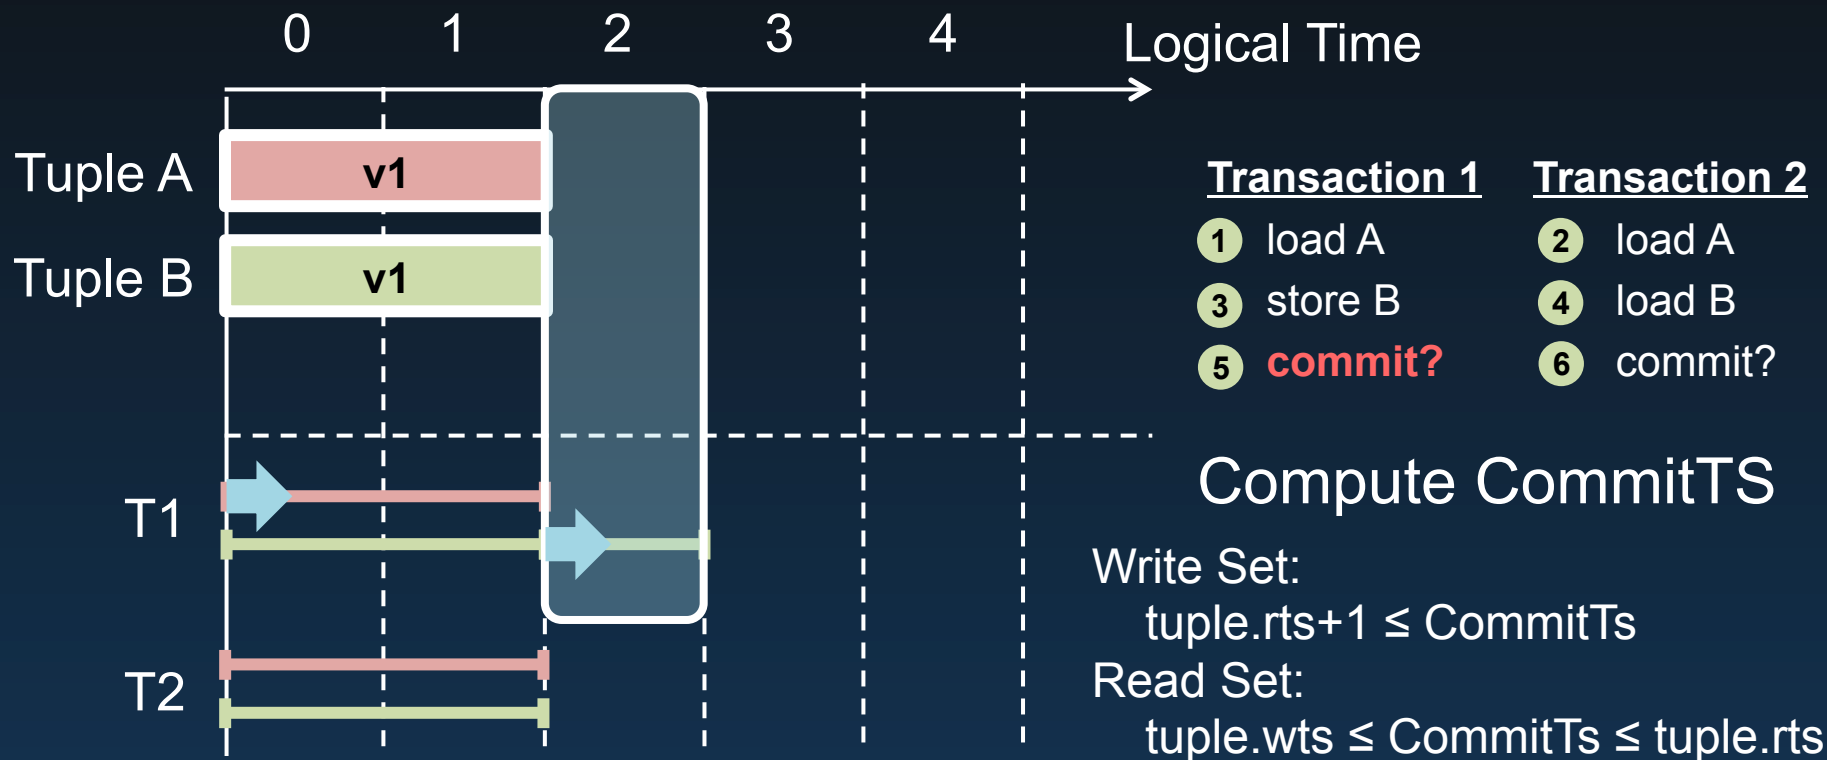 0 1 2 3 4 Logical Time
Tuple A v1
Tuple B v1
T1
T2
Transaction 1 Transaction 2
1 load A 2 load A
3 store B 4 load B
5 commit? 6 commit?
Compute CommitTS
Write Set:
tuple.rts+1 ≤ CommitTs
Read Set:
tuple.wts ≤ CommitTs ≤ tuple.rts